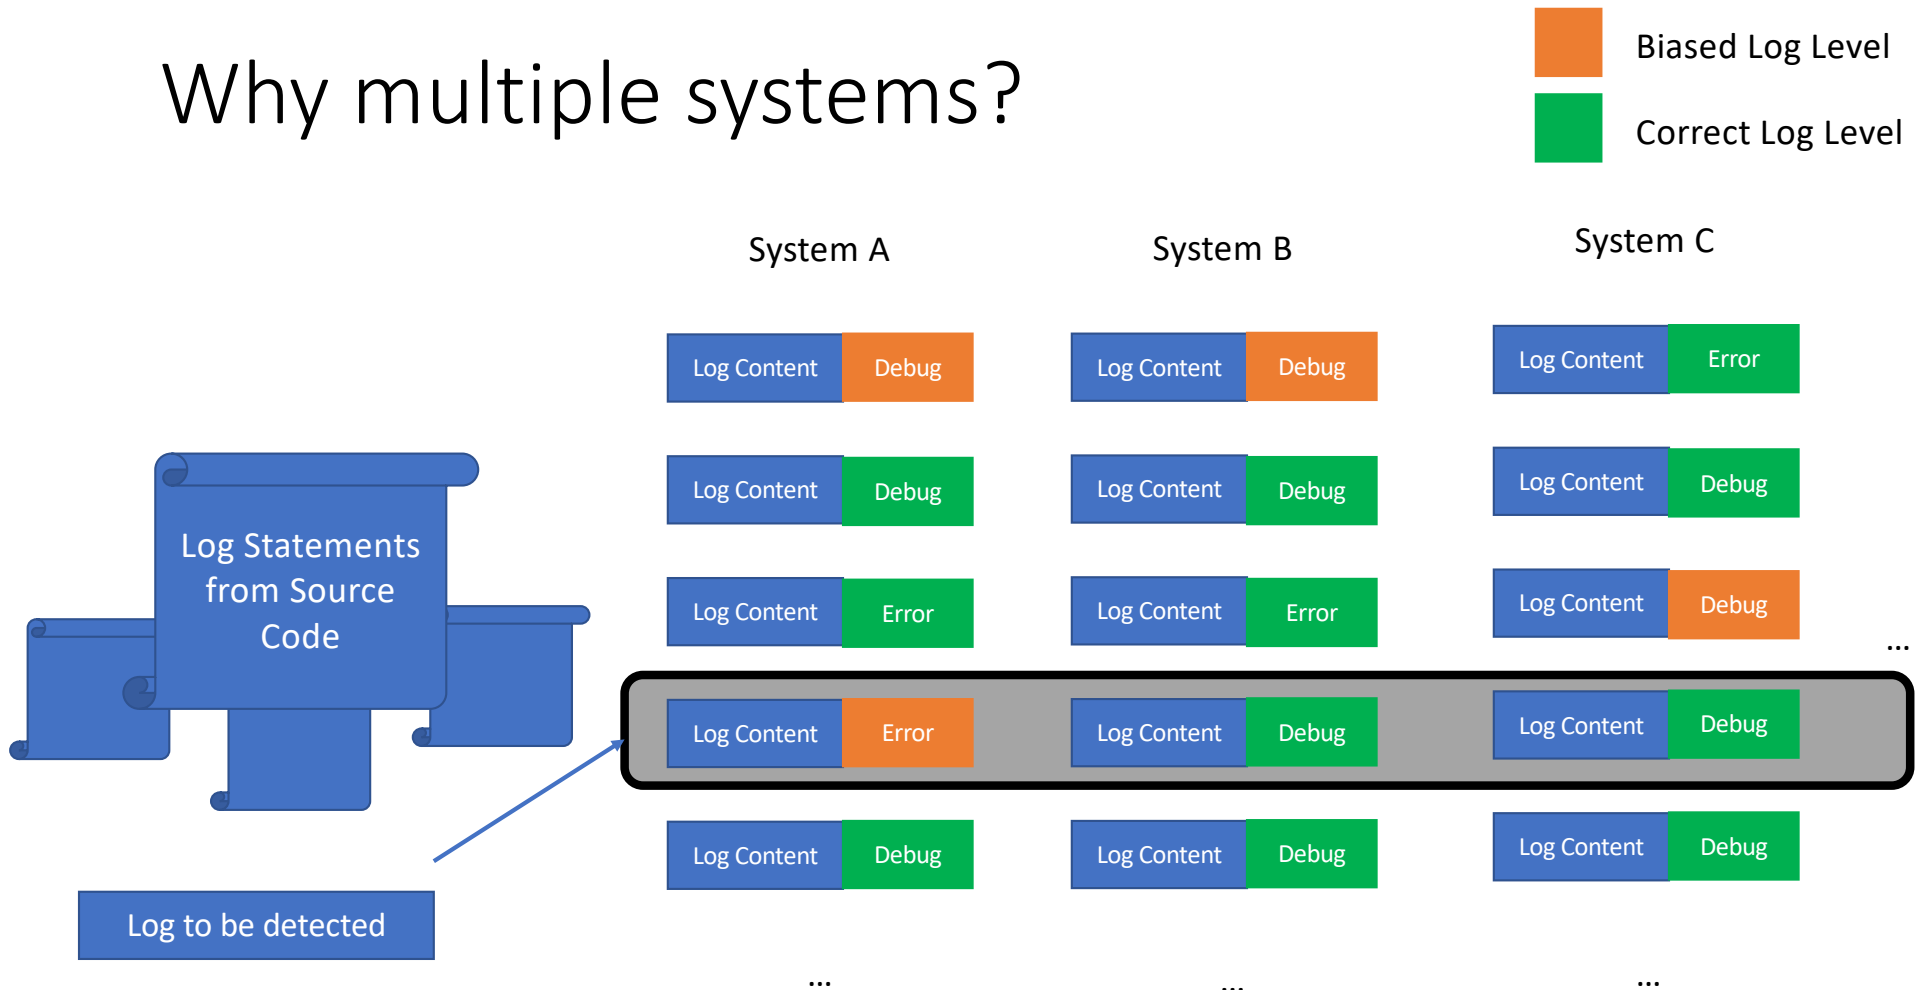 Why multiple systems?
Biased Log Level
Correct Log Level
System A
System B
System C
Log Content Debug
Log Content Debug
Log Content Error
Log Content Debug
Log Content Debug
Log Content Debug
Log Statements
from Source
Code
Log Content Error
Log Content Error
Log Content Debug
...
Log Content Error
Log Content Debug
Log Content Debug
Log Content Debug
Log Content Debug
Log Content Debug
Log to be detected
...
...
...